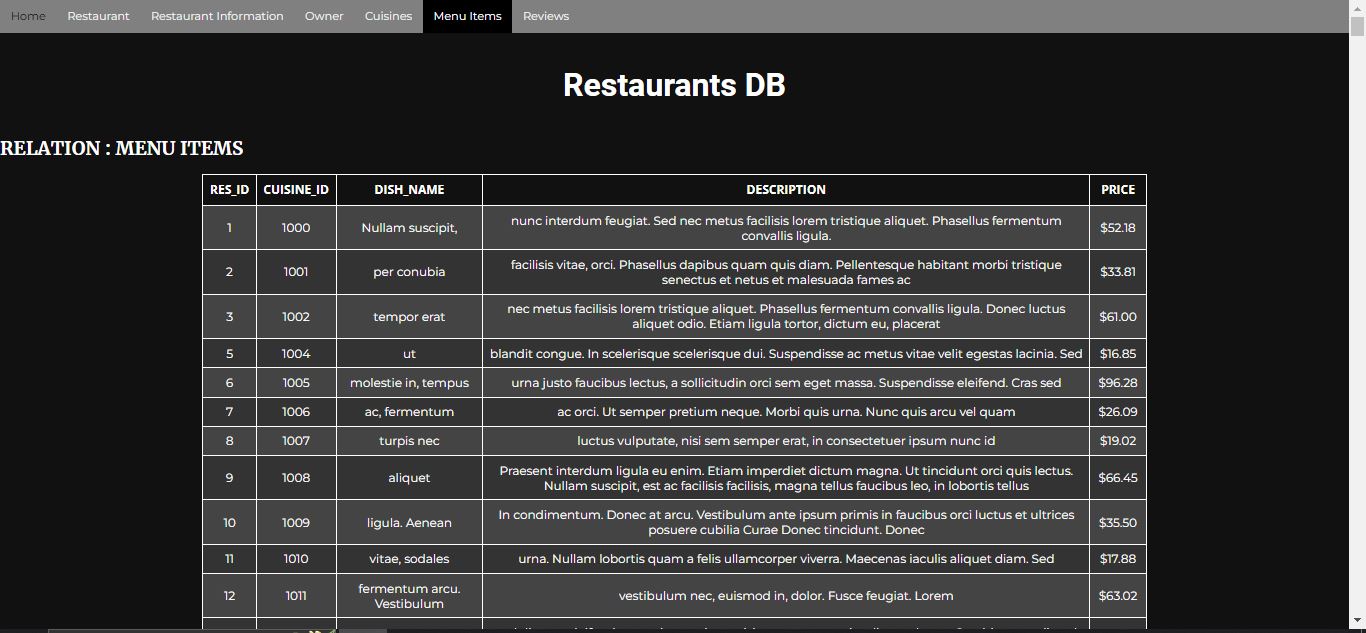 Home Restaurant Restaurant Information Owner Cuisines Menu Items Reviews
Restaurants DB
RELATION : MENU ITEMS
RES_ID CUISINE_ID DISH_NAME DESCRIPTION PRICE
1 1000 Nullam suscipit, nunc interdum feugiat. Sed nec metus facilisis lorem tristique aliquet. Phasellus fermentum $52.18
convallis ligula.
2 1001 per conubia facilisis vitae, orci. Phasellus dapibus quam quis diam. Pellentesque habitant morbi tristique $33.81
senectus et netus et malesuada fames ac
3 1002 tempor erat nec metus facilisis lorem tristique aliquet. Phasellus fermentum convallis ligula. Donec luctus $61.00
aliquet odio. Etiam ligula tortor, dictum eu, placerat
5 1004 ut blandit congue. In scelerisque scelerisque dui. Suspendisse ac metus vitae velit egestas lacinia. Sed $16.85
6 1005 molestie in, tempus urna justo faucibus lectus, a sollicitudin orci sem eget massa. Suspendisse eleifend. Cras sed $96.28
7 1006 ac, fermentum ac orci. Ut semper pretium neque. Morbi quis urna. Nunc quis arcu vel quam $26.09
8 1007 turpis nec luctus vulputate, nisi sem semper erat, in consectetuer ipsum nunc id $19.02
9 1008 aliquet Praesent interdum ligula eu enim. Etiam imperdiet dictum magna. Ut tincidunt orci quis lectus. $66.45
Nullam suscipit, est ac facilisis facilisis, magna tellus faucibus leo, in lobortis tellus
10 1009 ligula. Aenean In condimentum. Donec at arcu. Vestibulum ante ipsum primis in faucibus orci luctus et ultrices $35.50
posuere cubilia Curae Donec tincidunt. Donec
11 1010 vitae, sodales urna. Nullam lobortis quam a felis ullamcorper viverra. Maecenas iaculis aliquet diam. Sed $17.88
12 1011 fermentum arcu. vestibulum nec, euismod in, dolor. Fusce feugiat. Lorem $63.02
Vestibulum